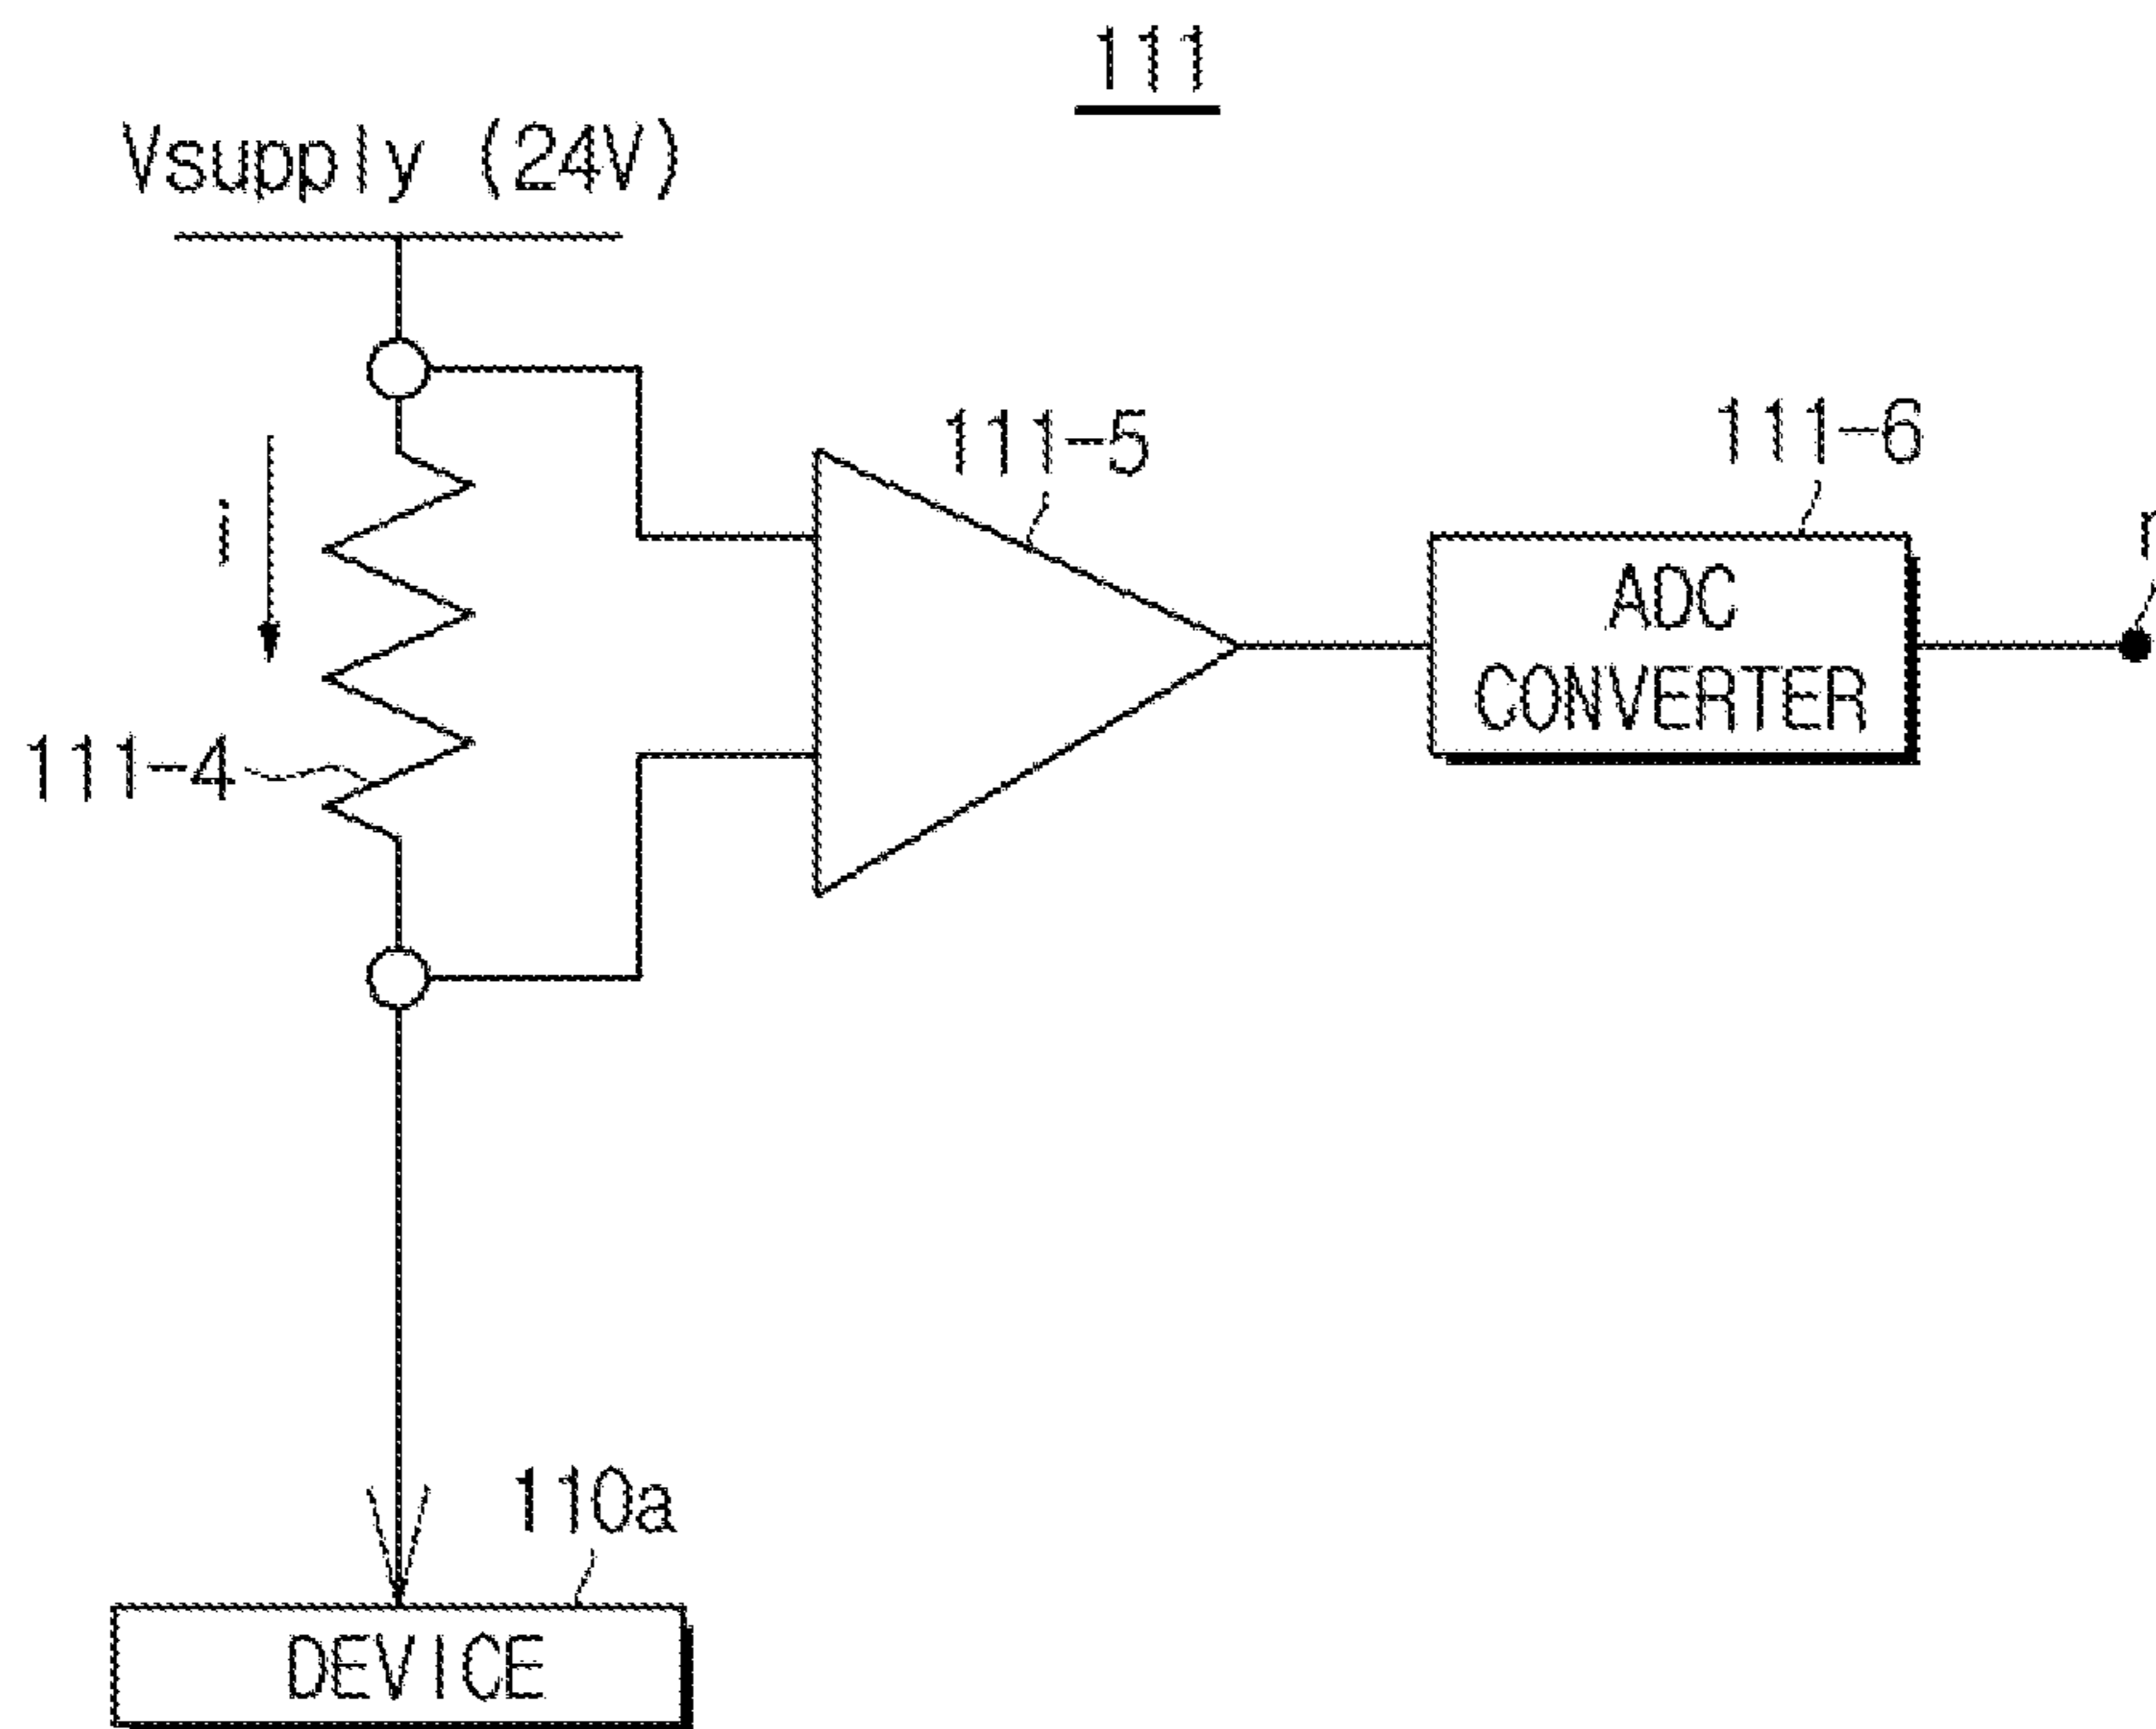 111
Vsupply (24V)
i
111-4
111-5
111-6
ADC
CONVERTER
110a
DEVICE